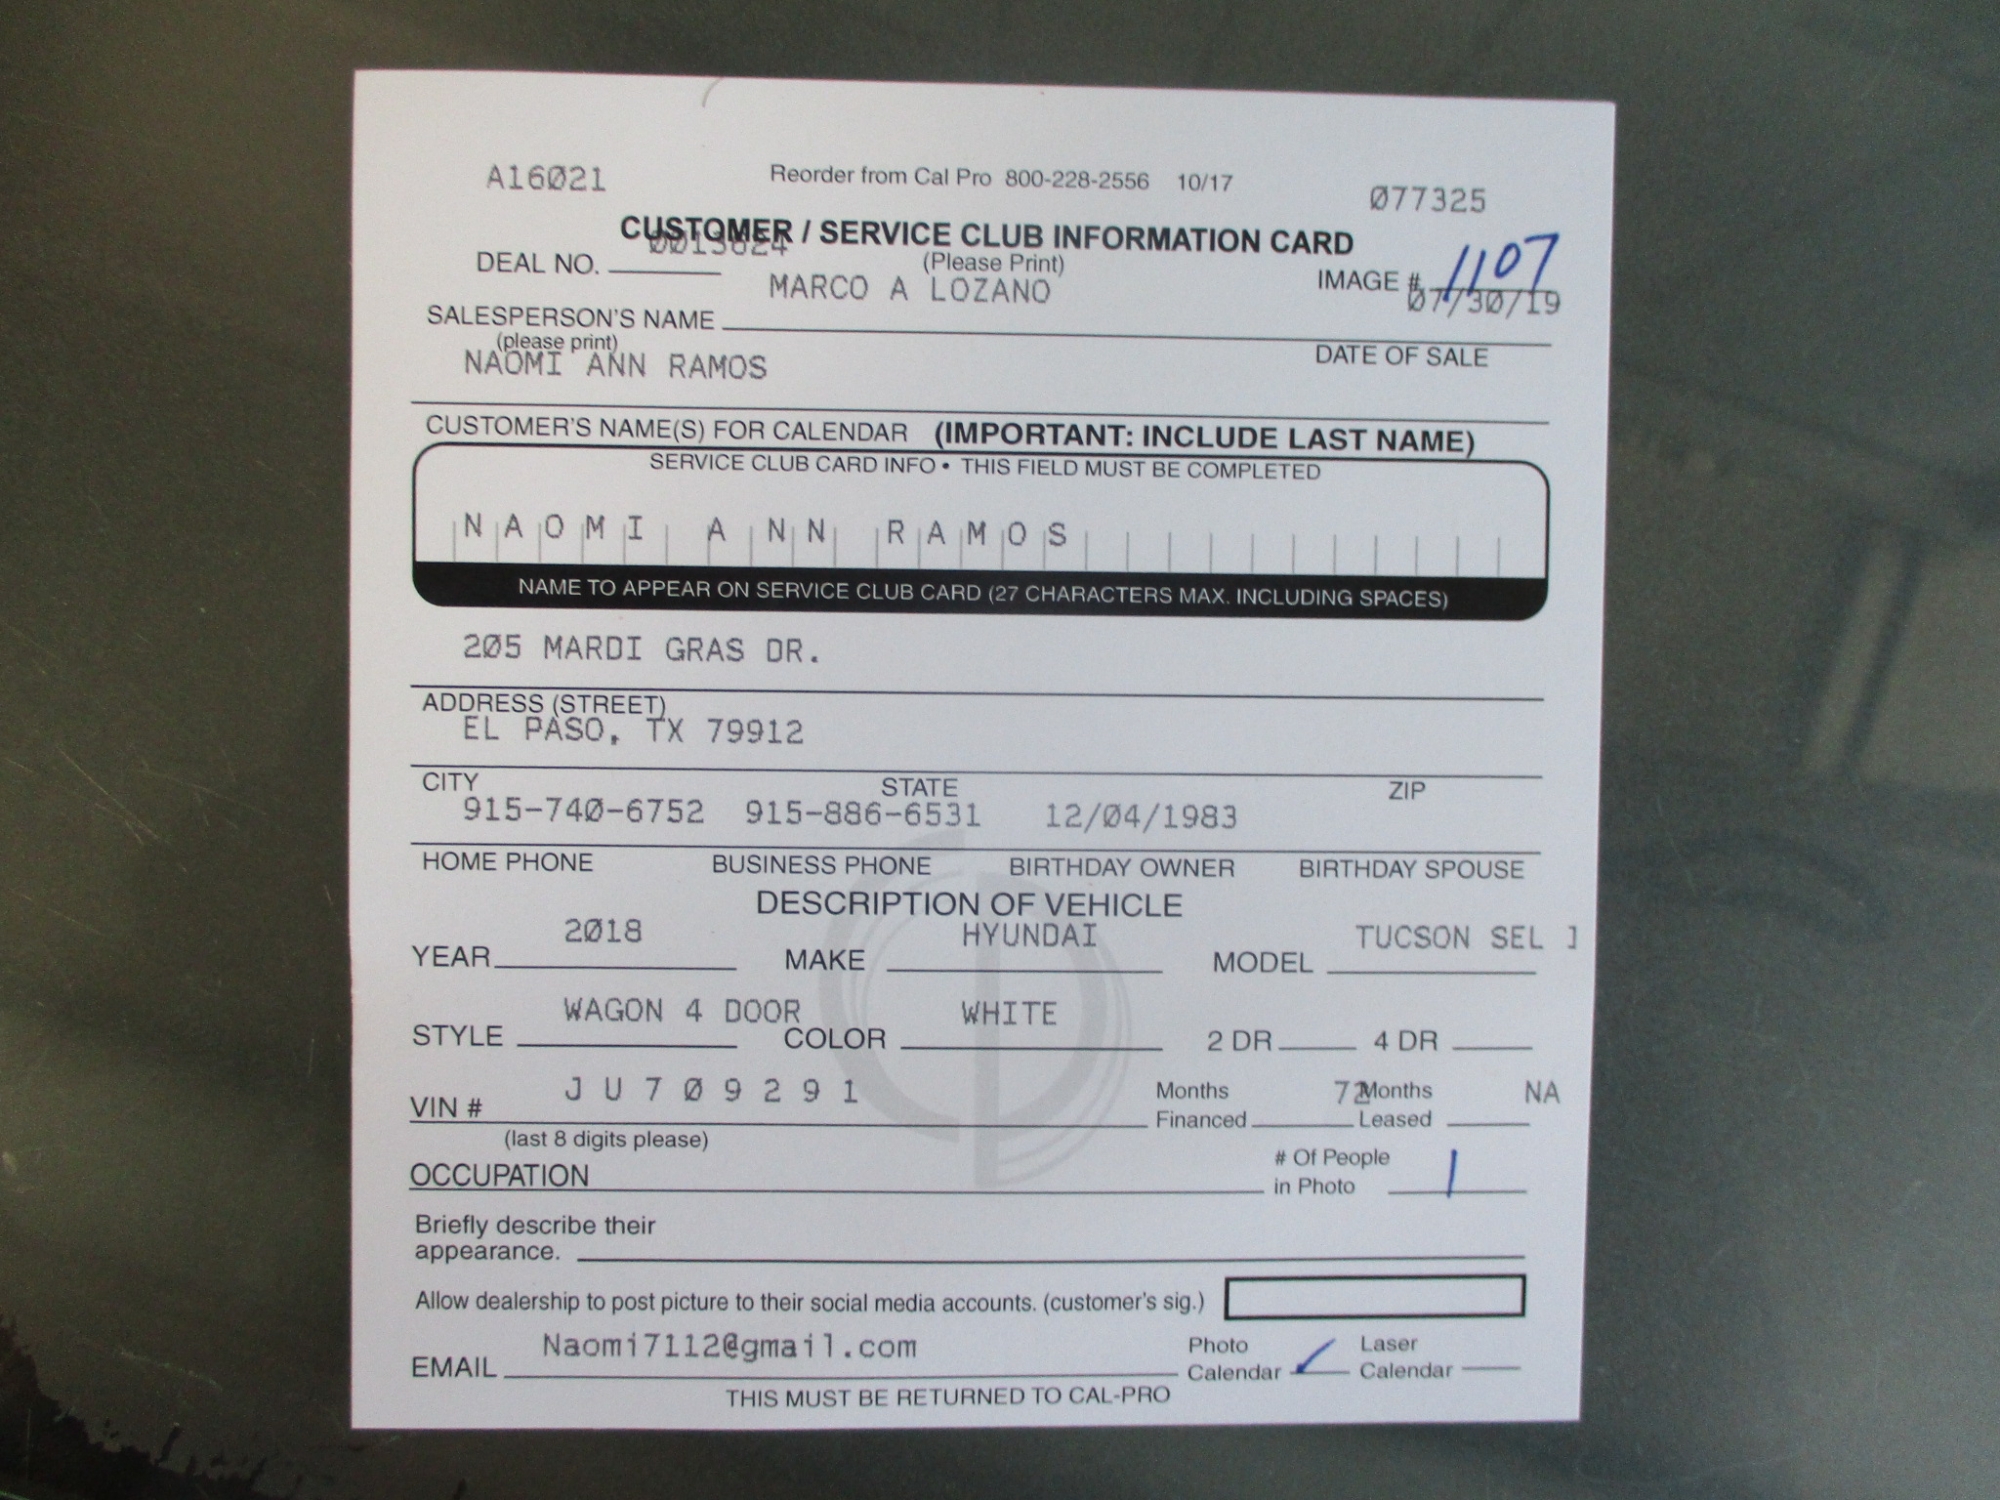 A16021 Reorder from Cal Pro 800-228-2556 10/17 077325
CUSTOMER / SERVICE CLUB INFORMATION CARD
DEAL NO. 0013624 (Please Print) IMAGE # 1107
MARCO A LOZANO 07/30/19
SALESPERSON'S NAME
(please print) DATE OF SALE
NAOMI ANN RAMOS
CUSTOMER'S NAME(S) FOR CALENDAR (IMPORTANT: INCLUDE LAST NAME)
SERVICE CLUB CARD INFO • THIS FIELD MUST BE COMPLETED
NAOMI ANN RAMOS
NAME TO APPEAR ON SERVICE CLUB CARD (27 CHARACTERS MAX. INCLUDING SPACES)
205 MARDI GRAS DR.
ADDRESS (STREET)
EL PASO, TX 79912
CITY STATE ZIP
915-740-6752 915-886-6531 12/04/1983
HOME PHONE BUSINESS PHONE BIRTHDAY OWNER BIRTHDAY SPOUSE
DESCRIPTION OF VEHICLE
YEAR 2018 MAKE HYUNDAI MODEL TUCSON SEL
STYLE WAGON 4 DOOR COLOR WHITE 2 DR 4 DR
VIN # JU709291 Months Financed 72 Months Leased NA
(last 8 digits please)
OCCUPATION # Of People in Photo 1
Briefly describe their
appearance.
Allow dealership to post picture to their social media accounts. (customer's sig.)
EMAIL Naomi7112@gmail.com Photo Calendar ✓ Laser Calendar
THIS MUST BE RETURNED TO CAL-PRO